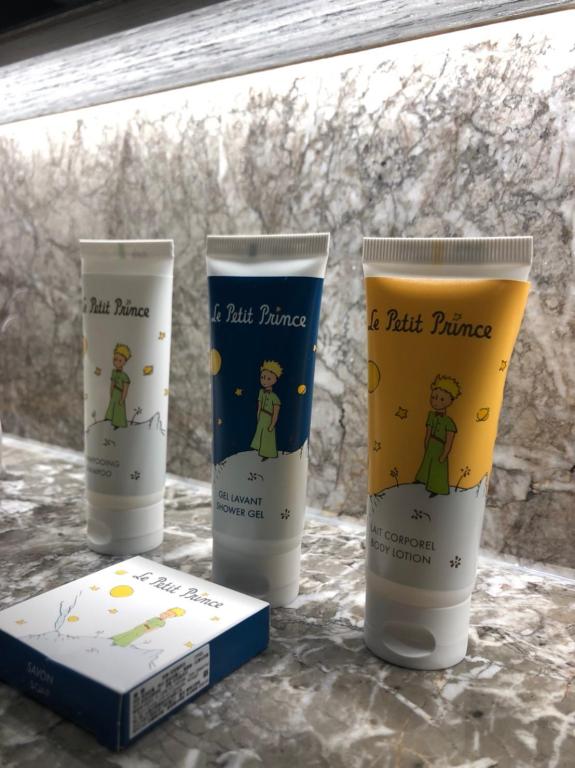 Le Petit Prince
Le Petit Prince
GEL LAVANT
SHOWER GEL
Le Petit Prince
LAIT CORPOREL
BODY LOTION
Le Petit Prince
SAVON
SOAP